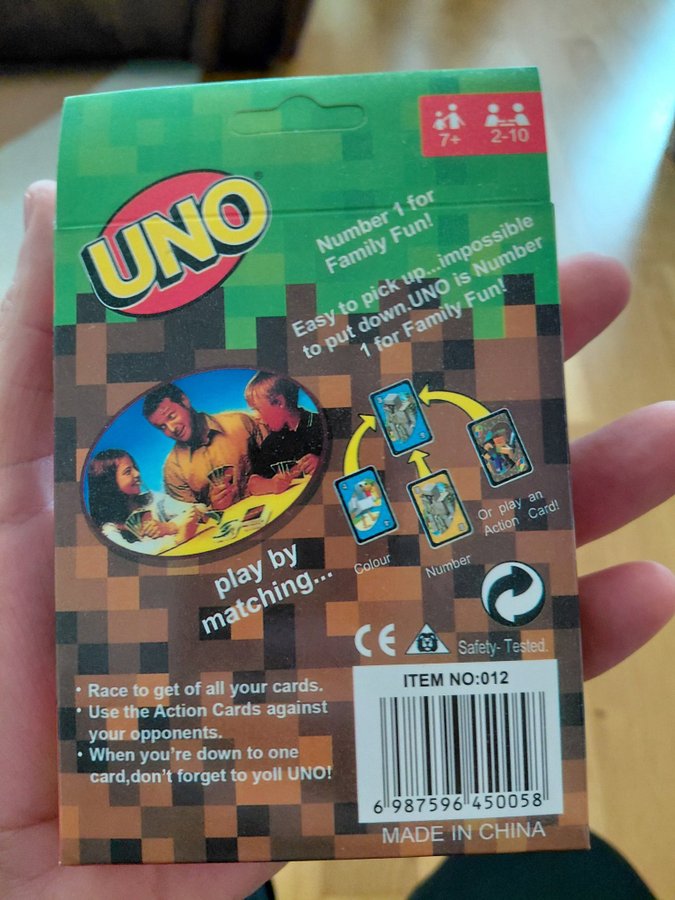 UNO
7+ 2-10
Number 1 for
Family Fun!
Easy to pick up...impossible
to put down.UNO is Number
1 for Family Fun!
play by
matching...
Colour
Number
Or play an
Action Card!
CE
Safety- Tested.
• Race to get of all your cards.
• Use the Action Cards against
your opponents.
• When you're down to one
card,don't forget to yoll UNO!
ITEM NO:012
6 987596 450058
MADE IN CHINA